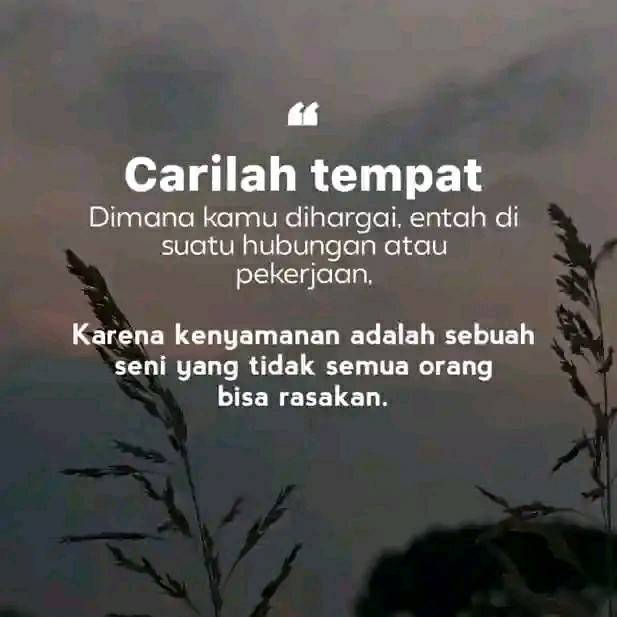 ❝
Carilah tempat
Dimana kamu dihargai, entah di
suatu hubungan atau
pekerjaan,
Karena kenyamanan adalah sebuah
seni yang tidak semua orang
bisa rasakan.